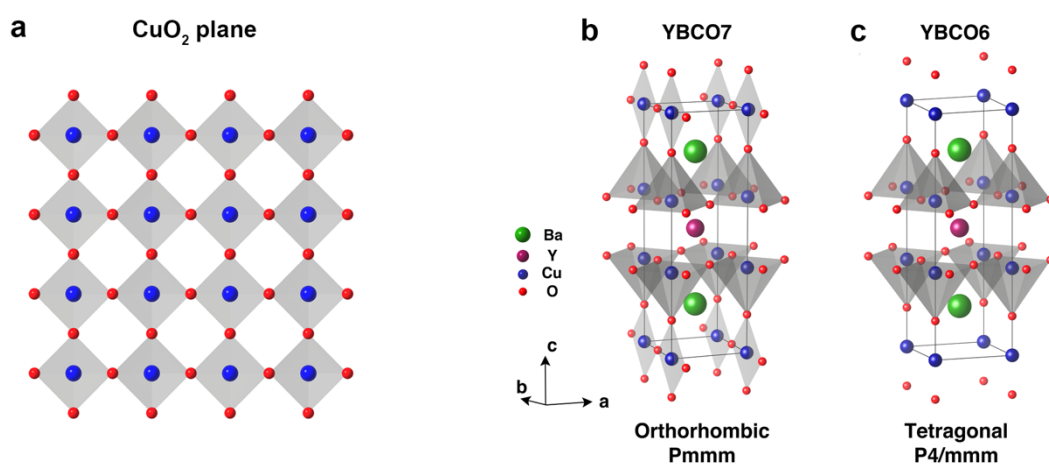 a
CuO₂ plane
b
YBCO7
c
YBCO6
Ba
Y
Cu
O
c
b
a
Orthorhombic
Pmmm
Tetragonal
P4/mmm